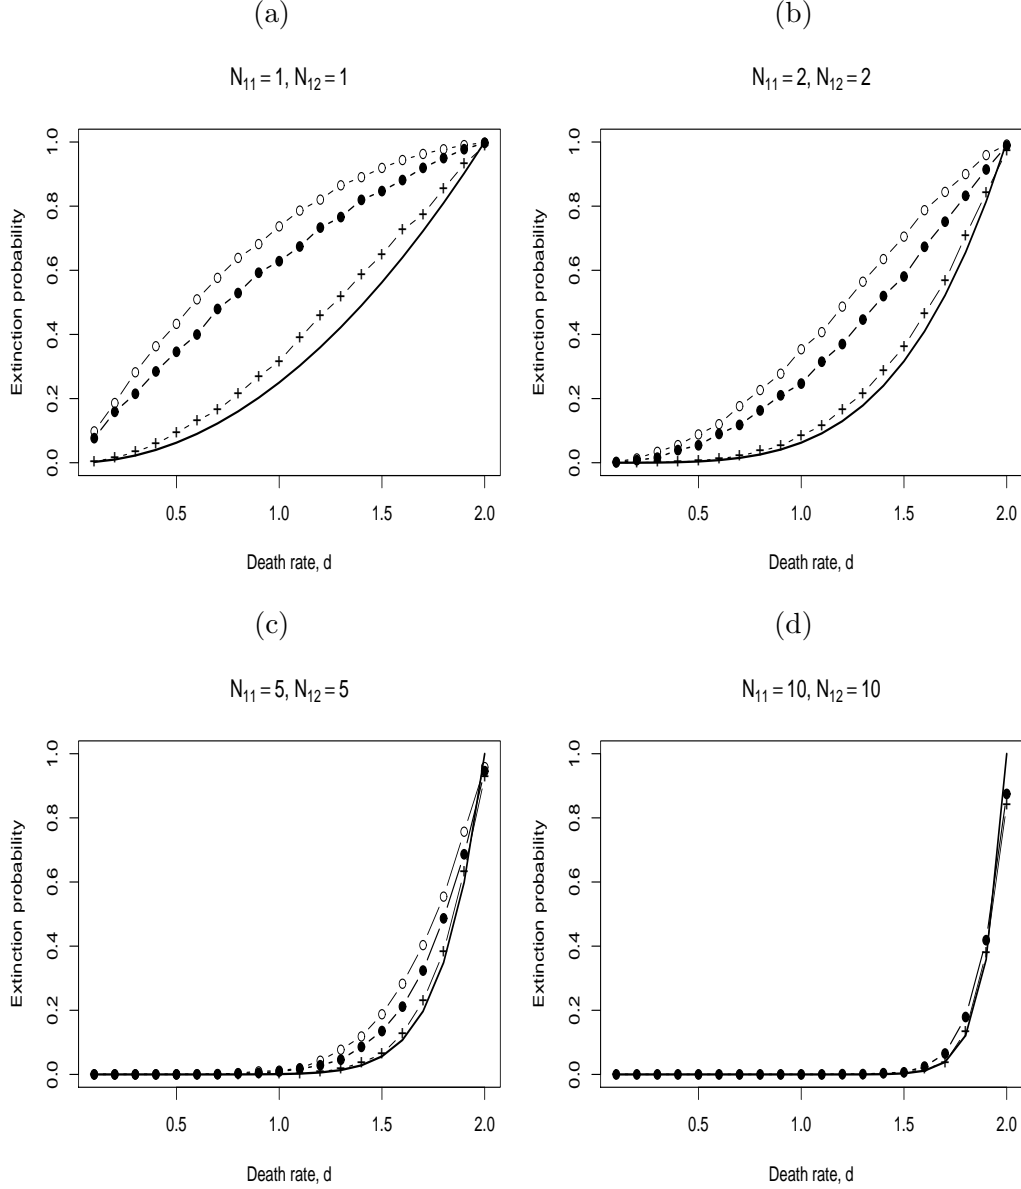 (a)
N11 = 1, N12 = 1
Extinction probability
1.0
0.8
0.6
0.4
0.2
0.0
0.5 1.0 1.5 2.0
Death rate, d
(b)
N11 = 2, N12 = 2
Extinction probability
1.0
0.8
0.6
0.4
0.2
0.0
0.5 1.0 1.5 2.0
Death rate, d
(c)
N11 = 5, N12 = 5
Extinction probability
1.0
0.8
0.6
0.4
0.2
0.0
0.5 1.0 1.5 2.0
Death rate, d
(d)
N11 = 10, N12 = 10
Extinction probability
1.0
0.8
0.6
0.4
0.2
0.0
0.5 1.0 1.5 2.0
Death rate, d